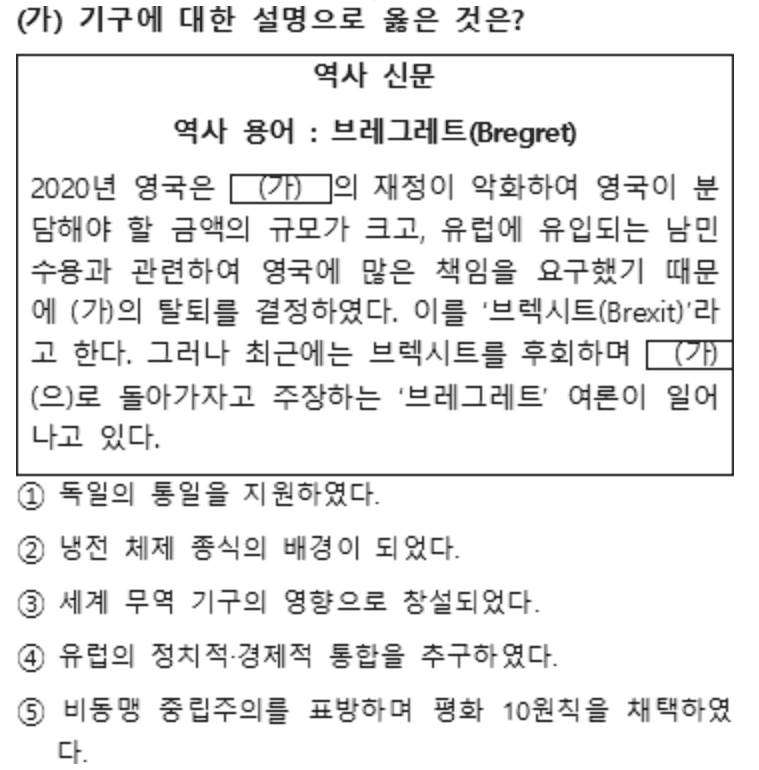 (가) 기구에 대한 설명으로 옳은 것은?
역사 신문
역사 용어 : 브레그레트(Bregret)
2020년 영국은 (가) 의 재정이 악화하여 영국이 분
담해야 할 금액의 규모가 크고, 유럽에 유입되는 남민
수용과 관련하여 영국에 많은 책임을 요구했기 때문
에 (가)의 탈퇴를 결정하였다. 이를 ‘브렉시트(Brexit)’라
고 한다. 그러나 최근에는 브렉시트를 후회하며 (가)
(으)로 돌아가자고 주장하는 ‘브레그레트’ 여론이 일어
나고 있다.
① 독일의 통일을 지원하였다.
② 냉전 체제 종식의 배경이 되었다.
③ 세계 무역 기구의 영향으로 창설되었다.
④ 유럽의 정치적·경제적 통합을 추구하였다.
⑤ 비동맹 중립주의를 표방하며 평화 10원칙을 채택하였
다.